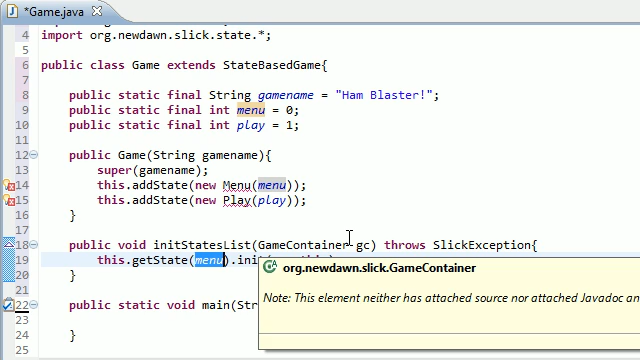 *Game.java
4 import org.newdawn.slick.state.*;
5
6 public class Game extends StateBasedGame{
7
8 public static final String gamename = "Ham Blaster!";
9 public static final int menu = 0;
10 public static final int play = 1;
11
12 public Game(String gamename){
13 super(gamename);
14 this.addState(new Menu(menu));
15 this.addState(new Play(play));
16 }
17
18 public void initStatesList(GameContainer gc) throws SlickException{
19 this.getState(menu).init(
org.newdawn.slick.GameContainer
20 }
Note: This element neither has attached source nor attached Javadoc an
21
22 public static void main(Str
23
24 }
25